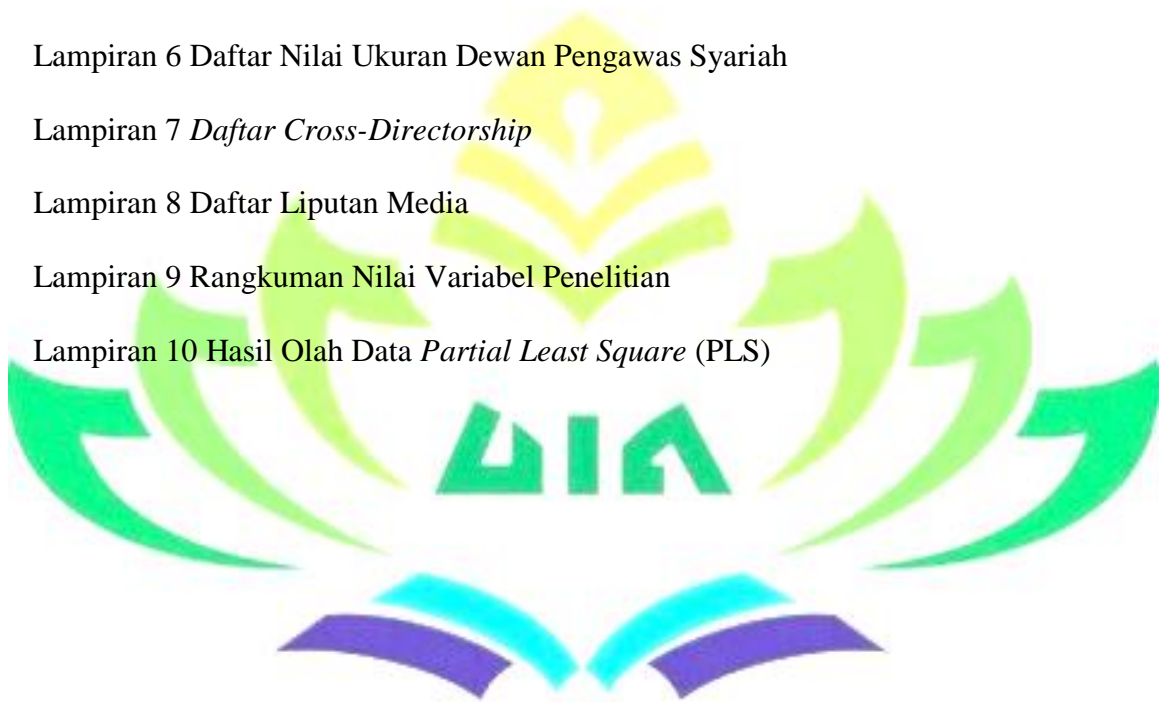 Lampiran 6 Daftar Nilai Ukuran Dewan Pengawas Syariah
Lampiran 7 Daftar Cross-Directorship
Lampiran 8 Daftar Liputan Media
Lampiran 9 Rangkuman Nilai Variabel Penelitian
Lampiran 10 Hasil Olah Data Partial Least Square (PLS)
UIN